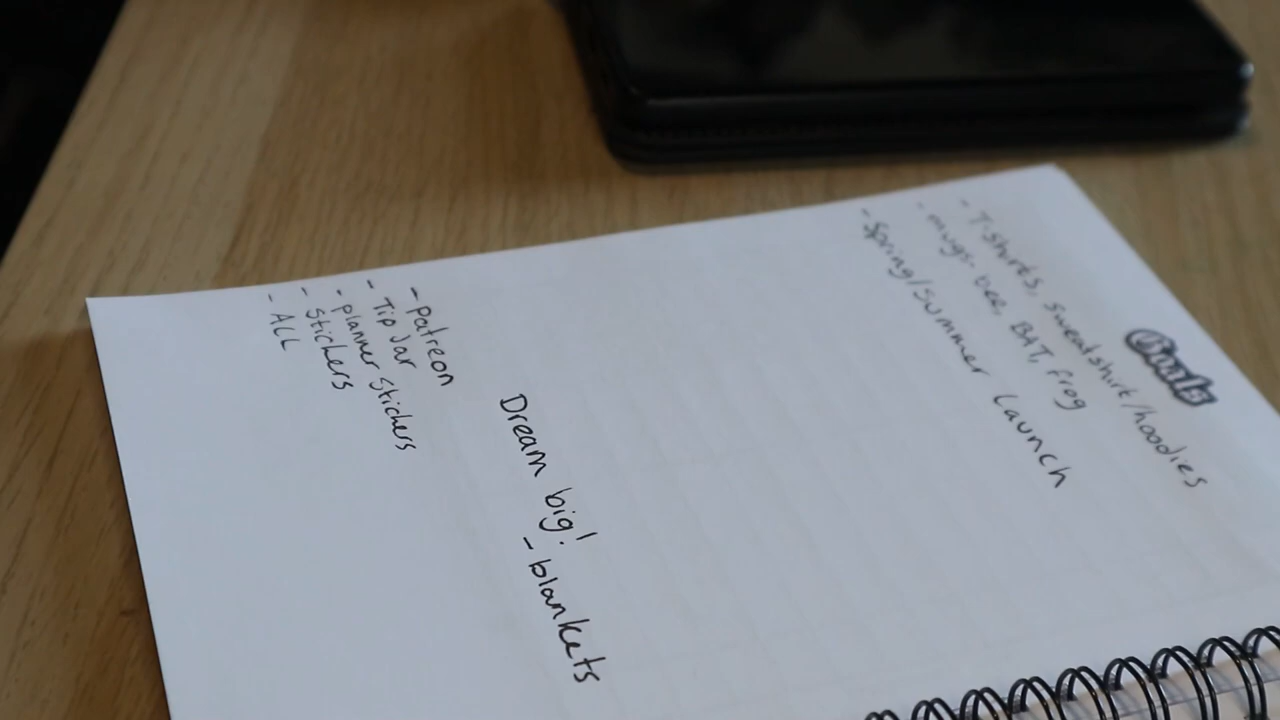 Goals
- T-shirts, sweatshirt/hoodies
- mugs- bee, BAT, frog
- Spring/Summer Launch
Dream big!
- blankets
- patreon
- Tip Jar
- planner stickers
- stickers
- ALL